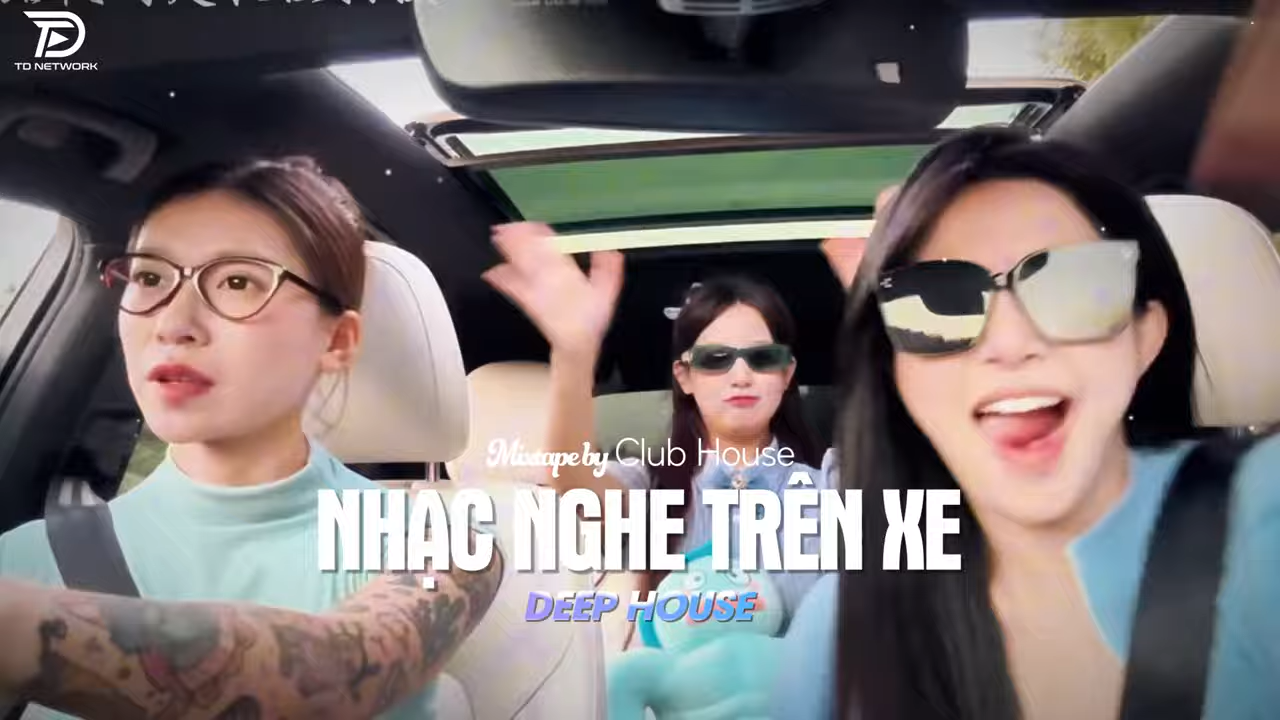 TD NETWORK
Mixtape by Club House
NHẠC NGHE TRÊN XE
DEEP HOUSE